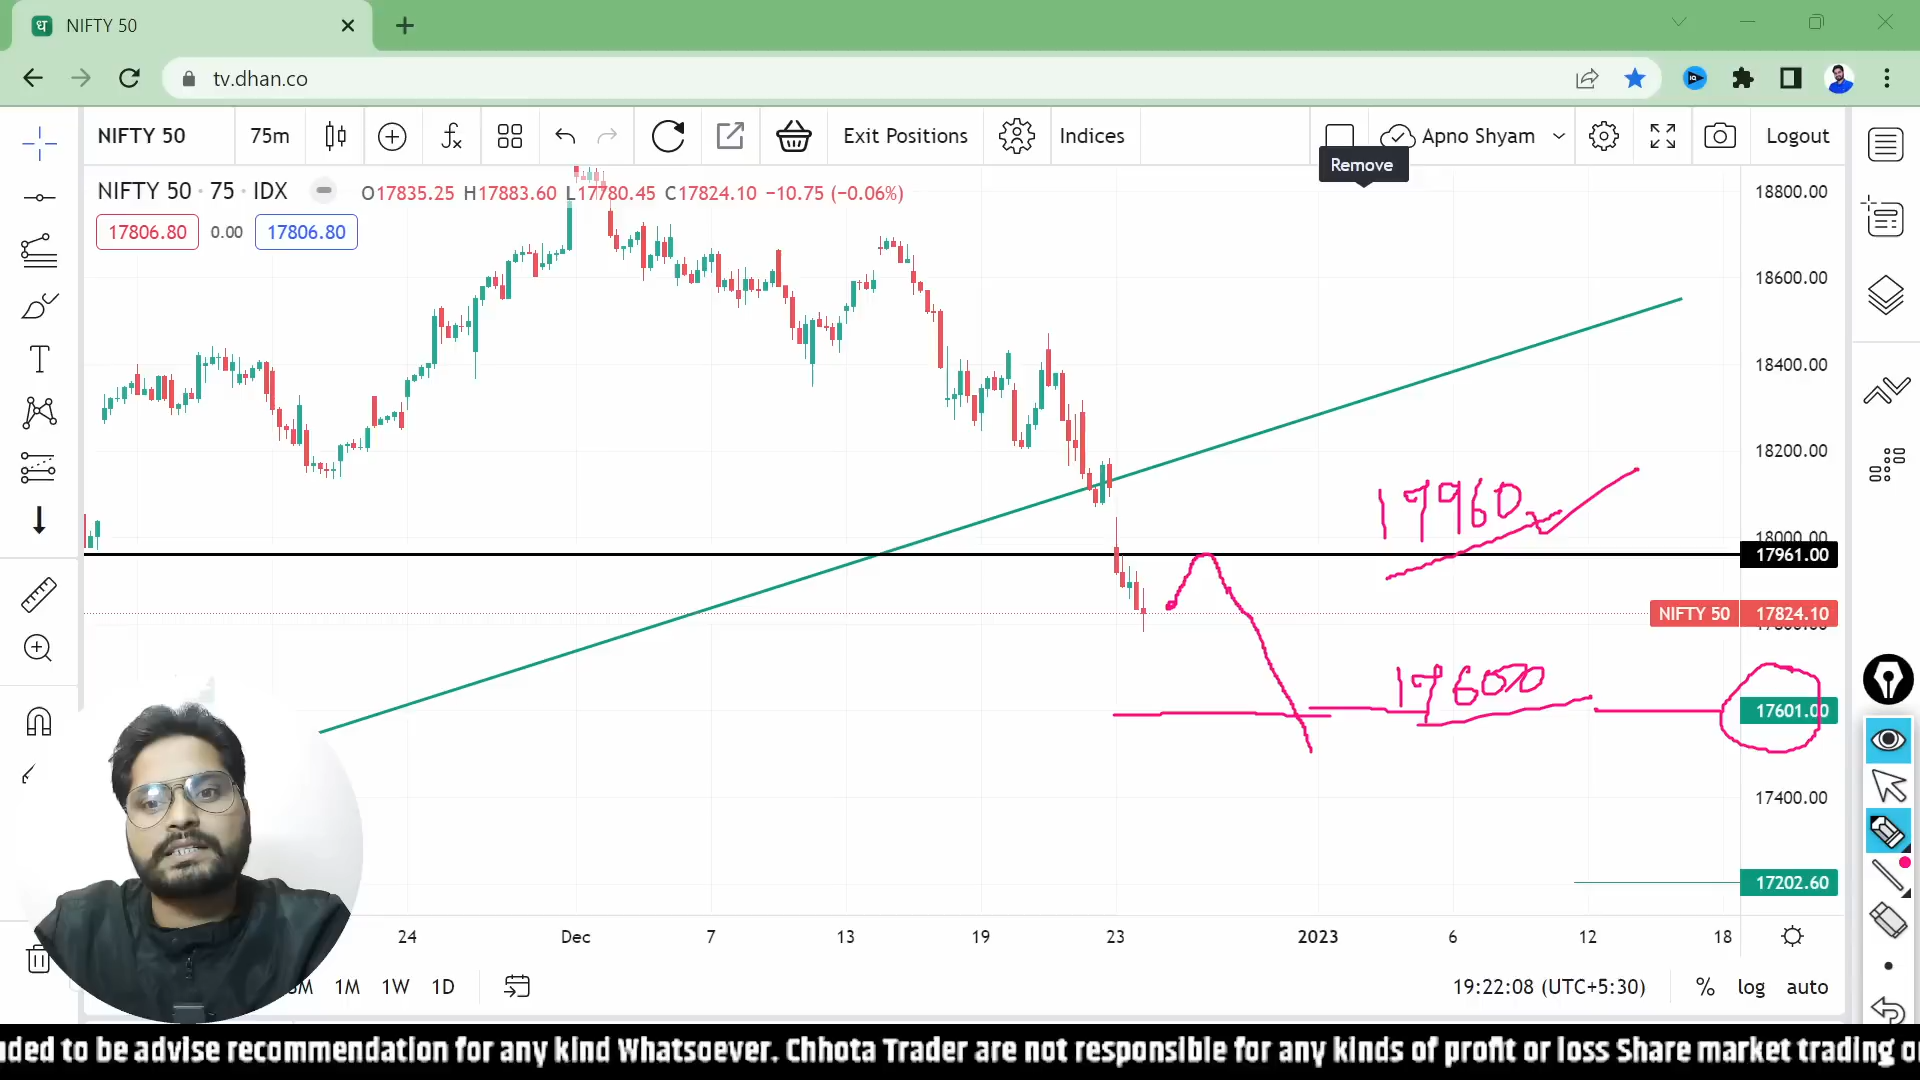 NIFTY 50
tv.dhan.co
NIFTY 50 75m Exit Positions Indices Apno Shyam Logout
Remove
NIFTY 50 · 75 · IDX O17835.25 H17883.60 L17780.45 C17824.10 −10.75 (−0.06%)
17806.80 0.00 17806.80
18800.00
18600.00
18400.00
18200.00
17960
18000.00
17961.00
NIFTY 50 17824.10
17600
17601.00
17400.00
17202.60
24 Dec 7 13 19 23 2023 6 12 18
1M 1W 1D 19:22:08 (UTC+5:30) % log auto
ded to be advise recommendation for any kind Whatsoever. Chhota Trader are not responsible for any kinds of profit or loss Share market trading